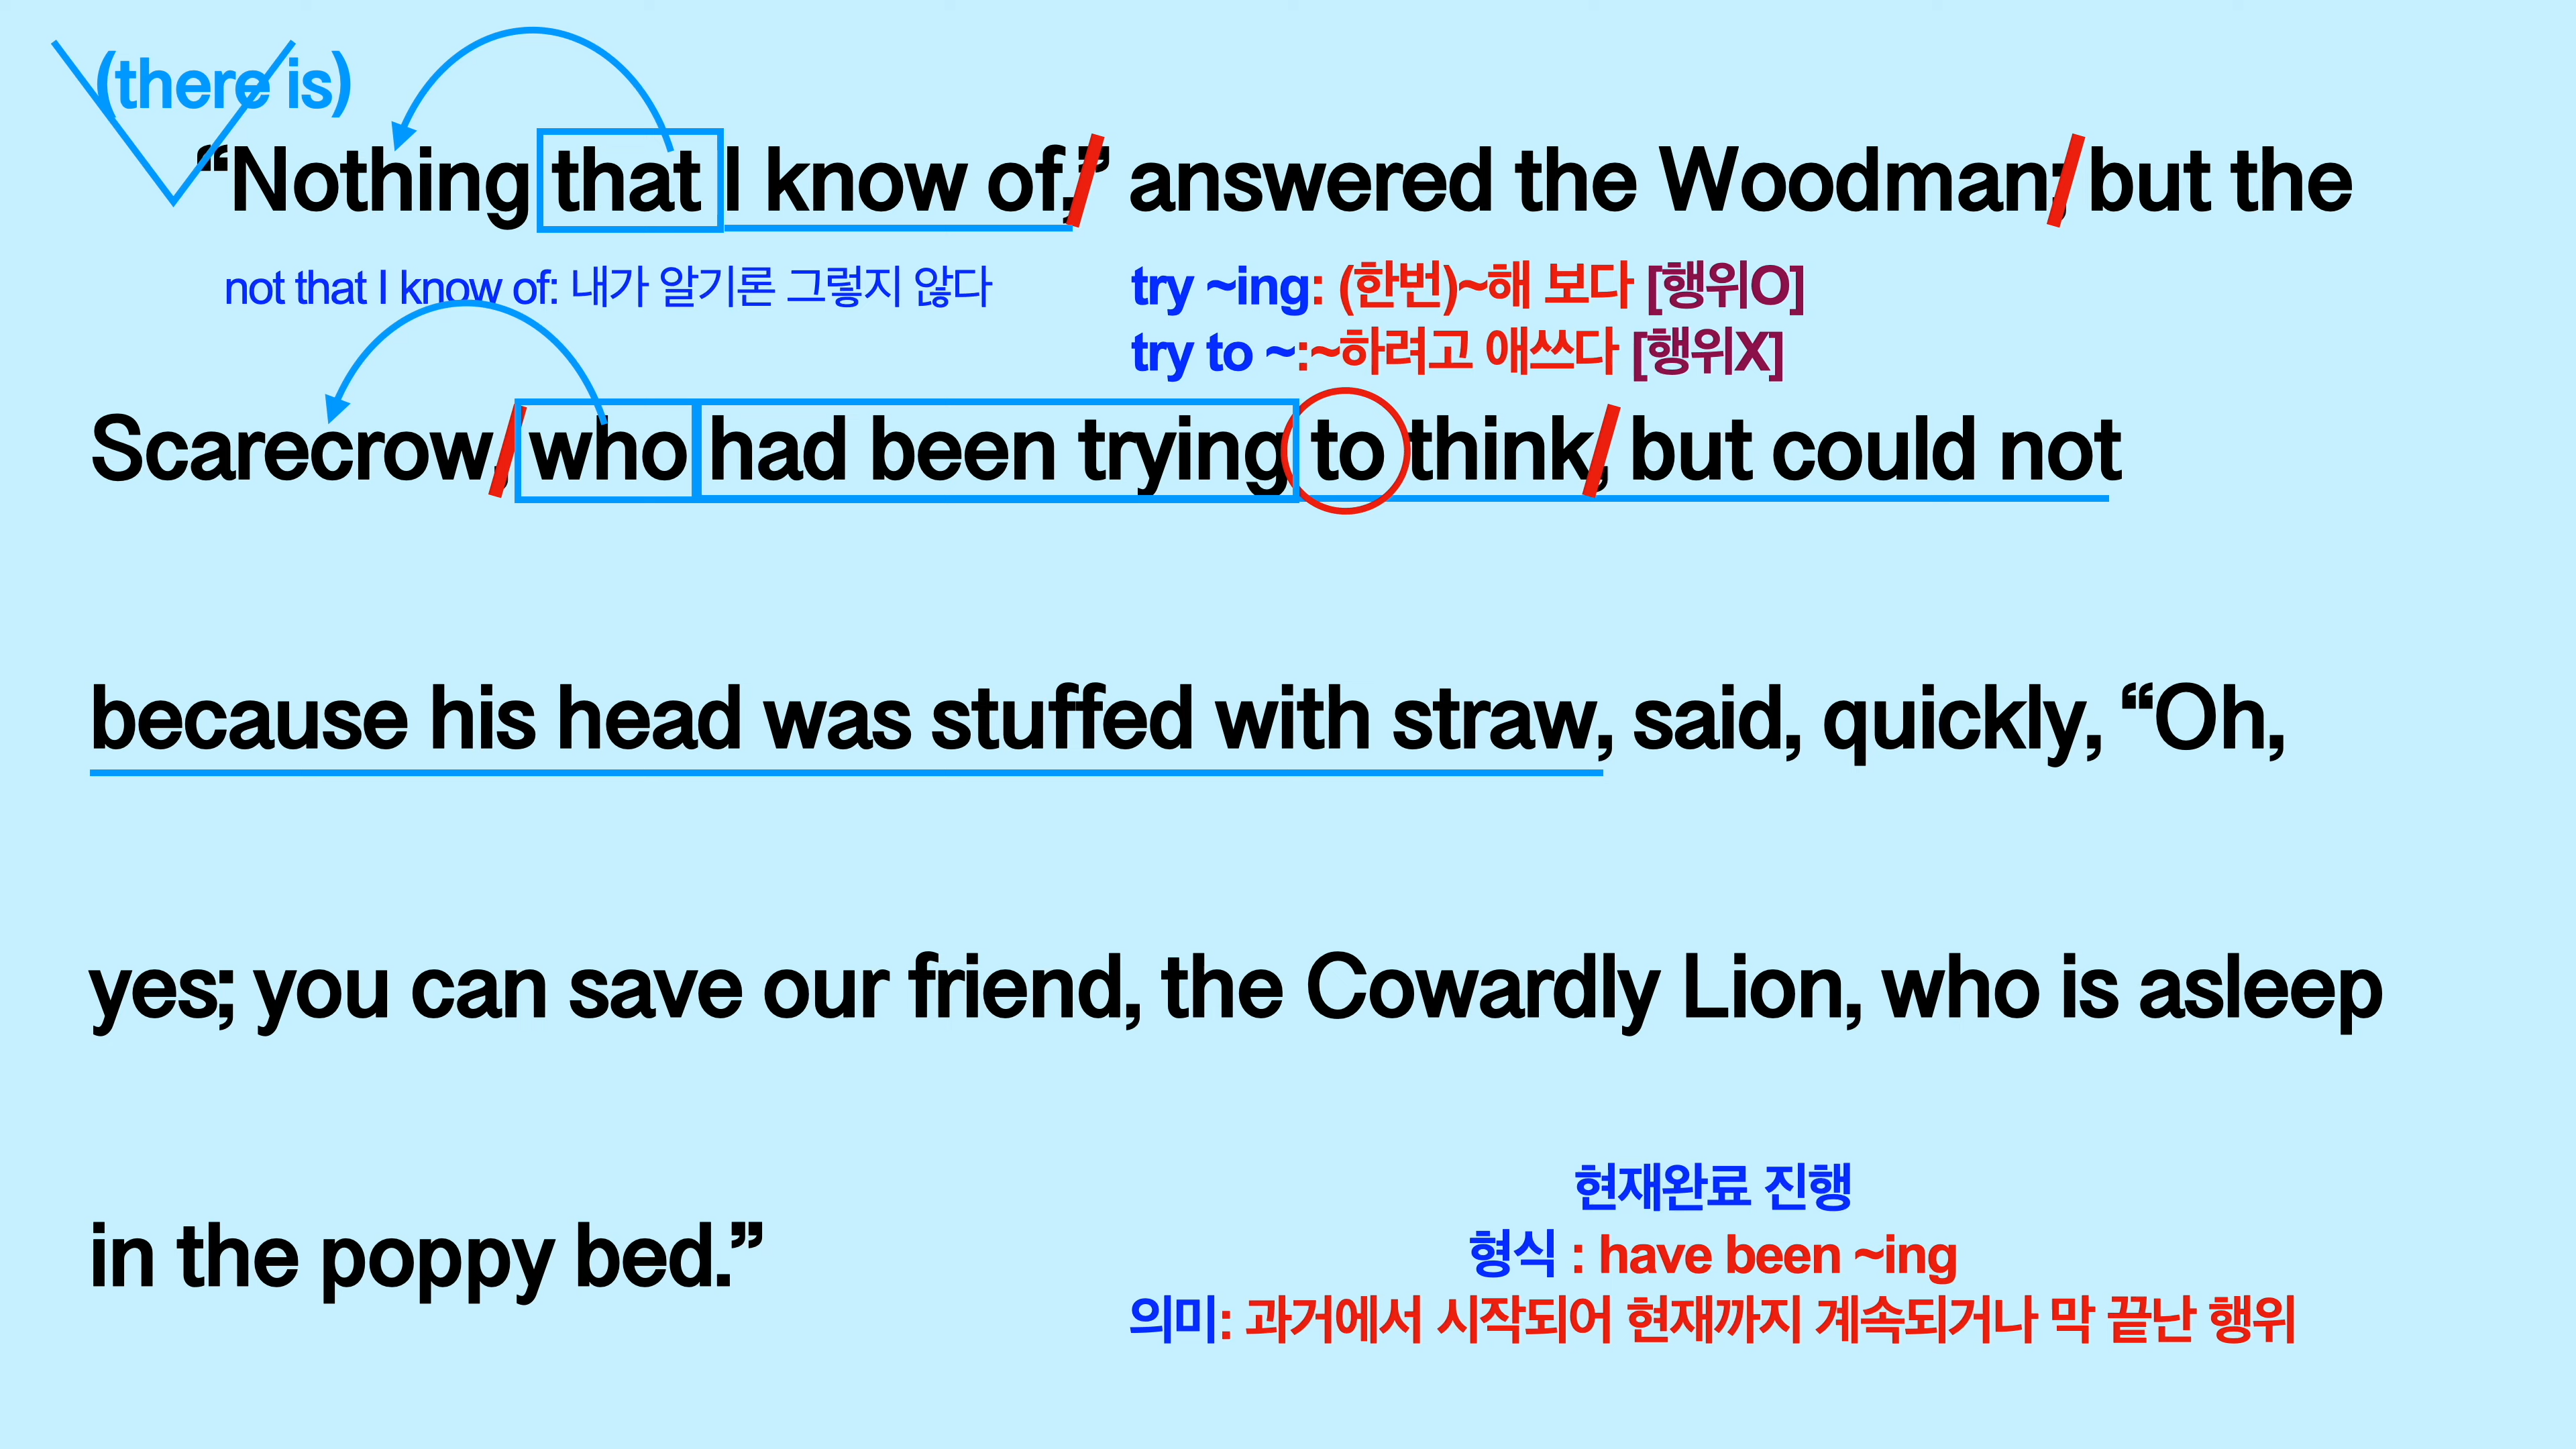 (there is)
“Nothing that I know of,” answered the Woodman; but the
not that I know of: 내가 알기론 그렇지 않다
try ~ing: (한번)~해 보다 [행위O]
try to ~:~하려고 애쓰다 [행위X]
Scarecrow, who had been trying to think, but could not
because his head was stuffed with straw, said, quickly, “Oh,
yes; you can save our friend, the Cowardly Lion, who is asleep
in the poppy bed.”
현재완료 진행
형식 : have been ~ing
의미: 과거에서 시작되어 현재까지 계속되거나 막 끝난 행위